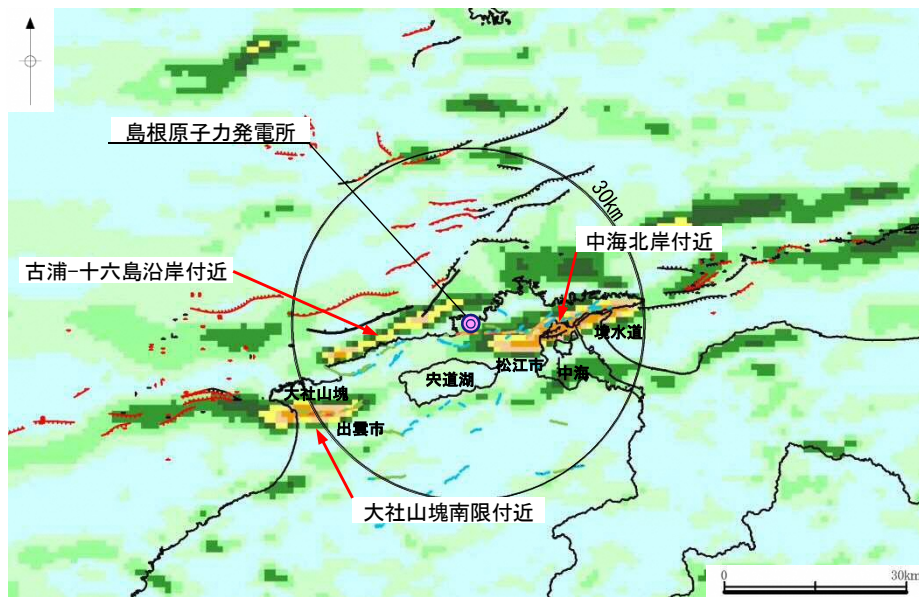 島根原子力発電所
30km
中海北岸付近
古浦-十六島沿岸付近
境水道
松江市
中海
宍道湖
大社山塊
出雲市
大社山塊南限付近
0
30km